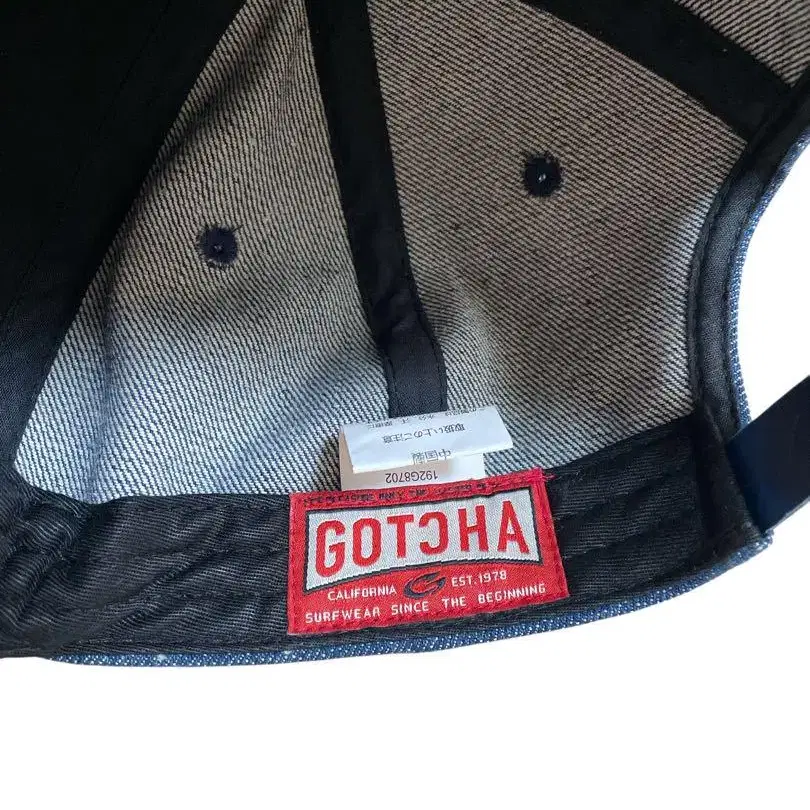 取扱い上のご注意
中国製
192G8702
GOTCHA
CALIFORNIA EST.1978
SURFWEAR SINCE THE BEGINNING